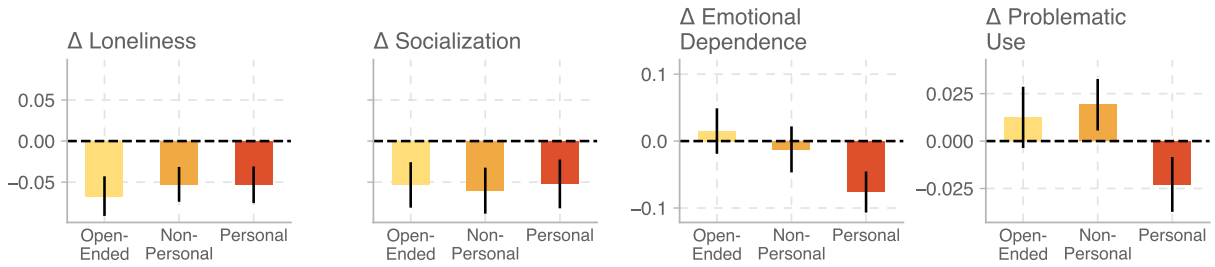 Δ Loneliness
0.05
0.00
−0.05
Open-
Ended
Non-
Personal
Personal
Δ Socialization
Open-
Ended
Non-
Personal
Personal
Δ Emotional
Dependence
0.1
0.0
−0.1
Open-
Ended
Non-
Personal
Personal
Δ Problematic
Use
0.025
0.000
−0.025
Open-
Ended
Non-
Personal
Personal